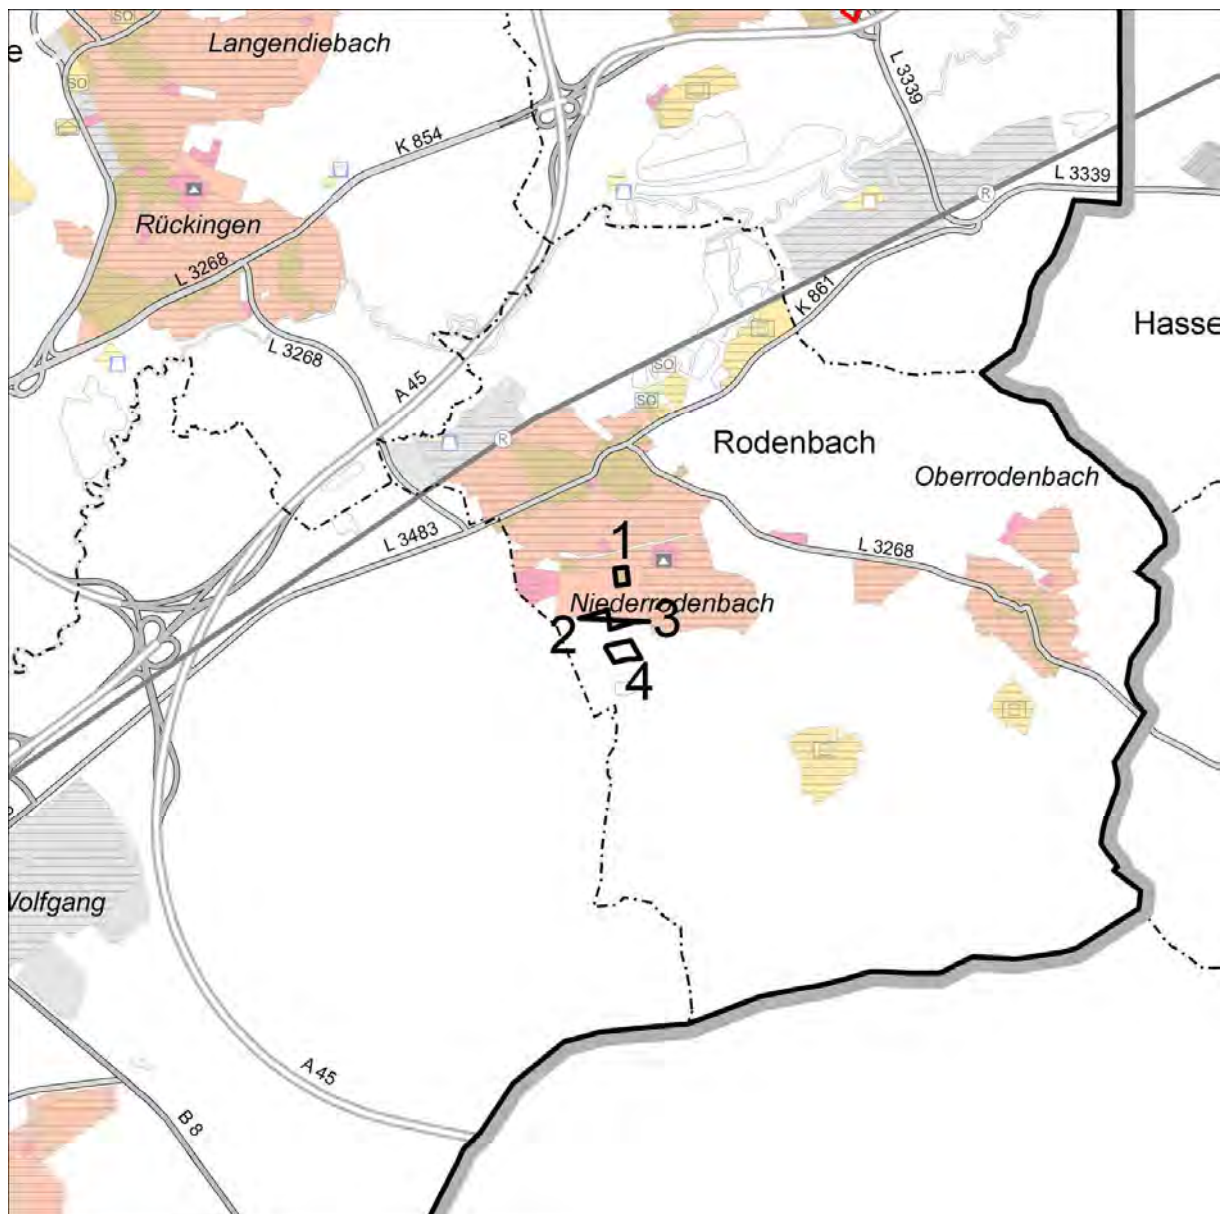 Langendiebach
e
SO
SO
L 3339
K 854
L 3339
R
Rückingen
L 3268
K 861
Hasse
L 3268
A 45
SO
SO
R
Rodenbach
Oberrodenbach
L 3483
1
L 3268
Niederrodenbach
2
3
4
Wolfgang
A 45
B 8